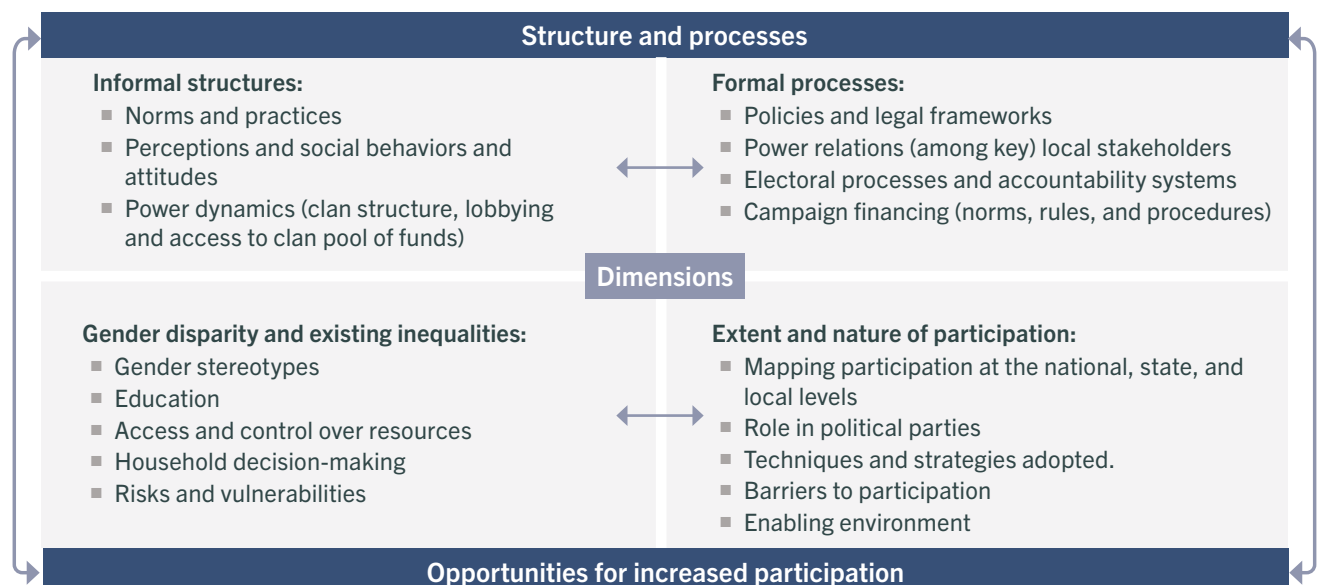 Structure and processes
Informal structures:
■ Norms and practices
■ Perceptions and social behaviors and
attitudes
■ Power dynamics (clan structure, lobbying
and access to clan pool of funds)
Formal processes:
■ Policies and legal frameworks
■ Power relations (among key) local stakeholders
■ Electoral processes and accountability systems
■ Campaign financing (norms, rules, and procedures)
Dimensions
Gender disparity and existing inequalities:
■ Gender stereotypes
■ Education
■ Access and control over resources
■ Household decision-making
■ Risks and vulnerabilities
Extent and nature of participation:
■ Mapping participation at the national, state, and
local levels
■ Role in political parties
■ Techniques and strategies adopted.
■ Barriers to participation
■ Enabling environment
Opportunities for increased participation